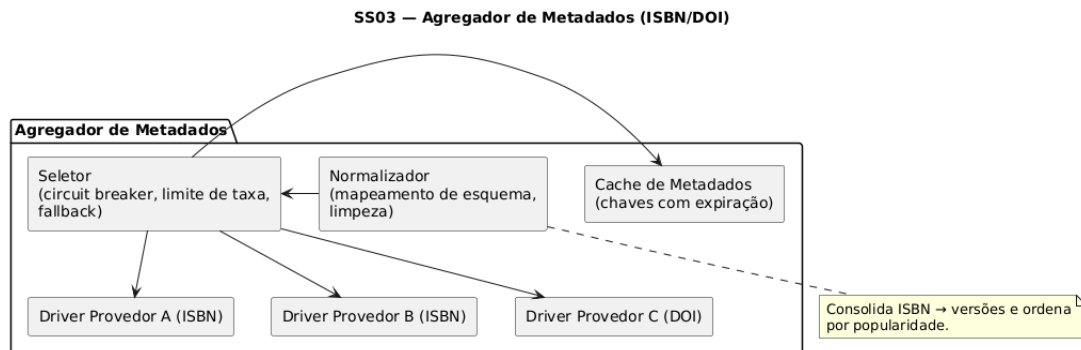 SS03 — Agregador de Metadados (ISBN/DOI)
Agregador de Metadados
Seletor
(circuit breaker, limite de taxa,
fallback)
Normalizador
(mapeamento de esquema,
limpeza)
Cache de Metadados
(chaves com expiração)
Driver Provedor A (ISBN)
Driver Provedor B (ISBN)
Driver Provedor C (DOI)
Consolida ISBN → versões e ordena
por popularidade.